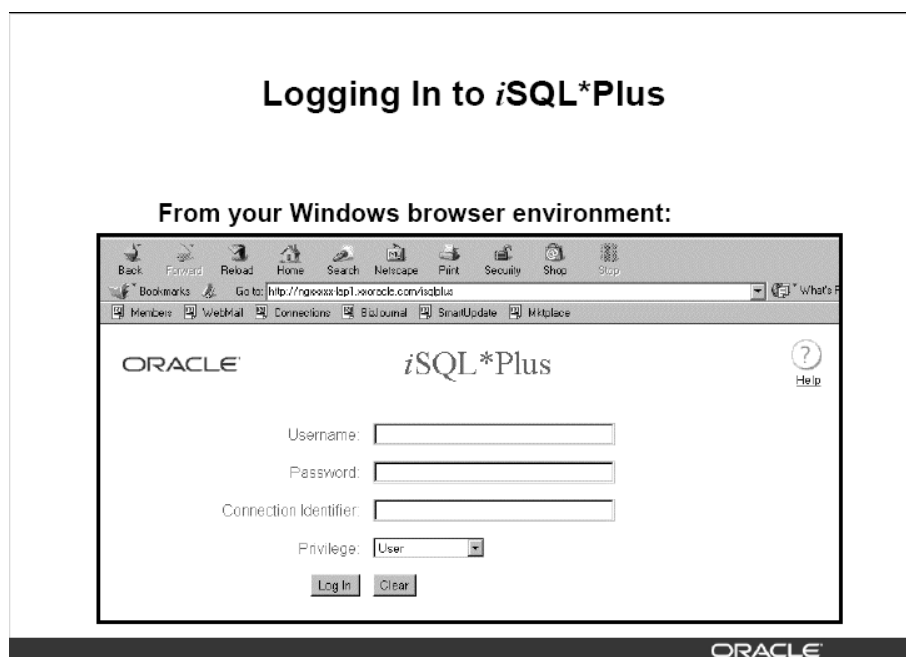 Logging In to iSQL*Plus
From your Windows browser environment:
Back Forward Reload Home Search Netscape Print Security Shop Stop
Bookmarks Go to: What's R
Members WebMail Connections BizJournal SmartUpdate Mktplace
ORACLE iSQL*Plus Help
Username:
Password:
Connection Identifier:
Privilege: User
Log In Clear
ORACLE